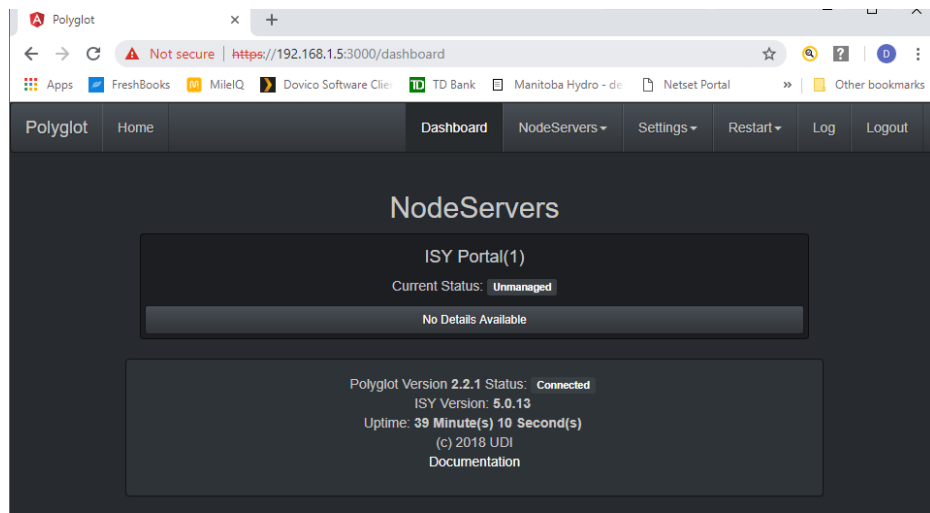 Polyglot
Not secure | https://192.168.1.5:3000/dashboard
D
Apps FreshBooks M MileIQ Dovico Software Clie TD TD Bank Manitoba Hydro - de Netset Portal » Other bookmarks
Polyglot Home Dashboard NodeServers Settings Restart Log Logout
NodeServers
ISY Portal(1)
Current Status: Unmanaged
No Details Available
Polyglot Version 2.2.1 Status: Connected
ISY Version: 5.0.13
Uptime: 39 Minute(s) 10 Second(s)
(c) 2018 UDI
Documentation